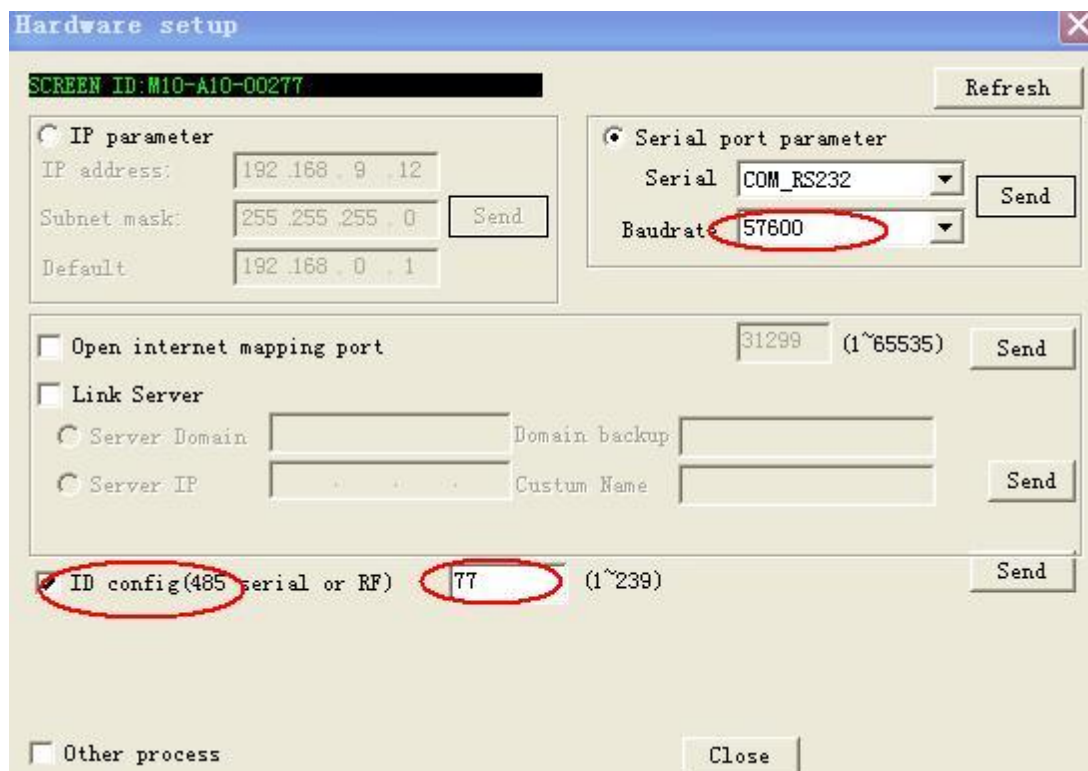 Hardware setup
SCREEN ID:M10-A10-00277
Refresh
IP parameter
IP address: 192 .168 . 9 . 12
Subnet mask: 255 .255 .255 . 0
Send
Default 192 .168 . 0 . 1
Serial port parameter
Serial COM_RS232
Baudrat 57600
Send
Open internet mapping port 31299 (1~65535) Send
Link Server
Server Domain Domain backup
Server IP . . . Custum Name
Send
ID config(485 serial or RF) 77 (1~239) Send
Other process
Close